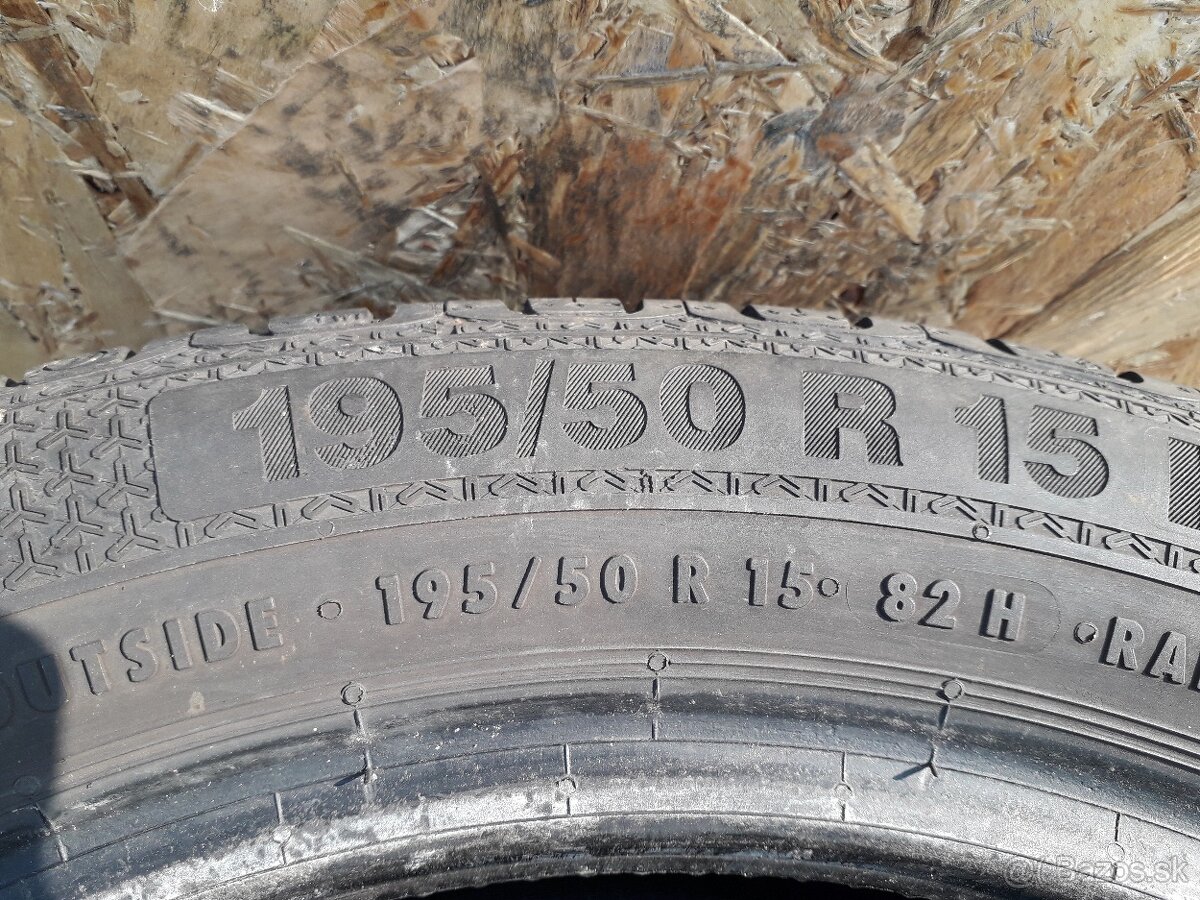 195/50 R 15
OUTSIDE • 195/50 R 15 • 82 H • RA
Bazos.sk